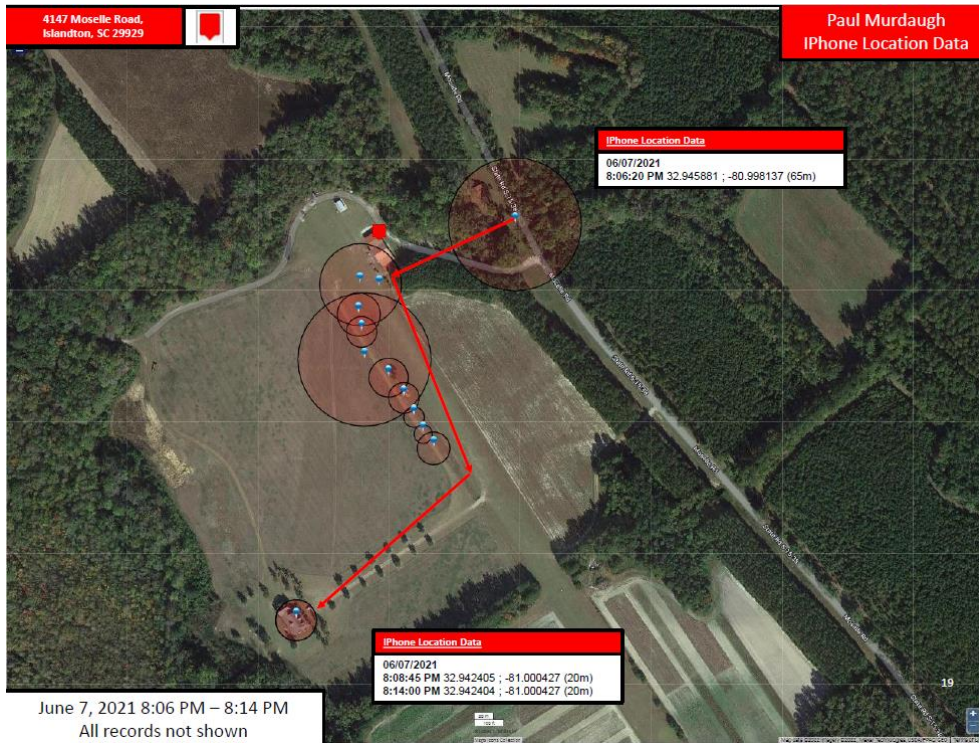 4147 Moselle Road,
Islandton, SC 29929
Paul Murdaugh
IPhone Location Data
IPhone Location Data
06/07/2021
8:06:20 PM 32.945881 ; -80.998137 (65m)
IPhone Location Data
06/07/2021
8:08:45 PM 32.942405 ; -81.000427 (20m)
8:14:00 PM 32.942404 ; -81.000427 (20m)
19
June 7, 2021 8:06 PM – 8:14 PM
All records not shown